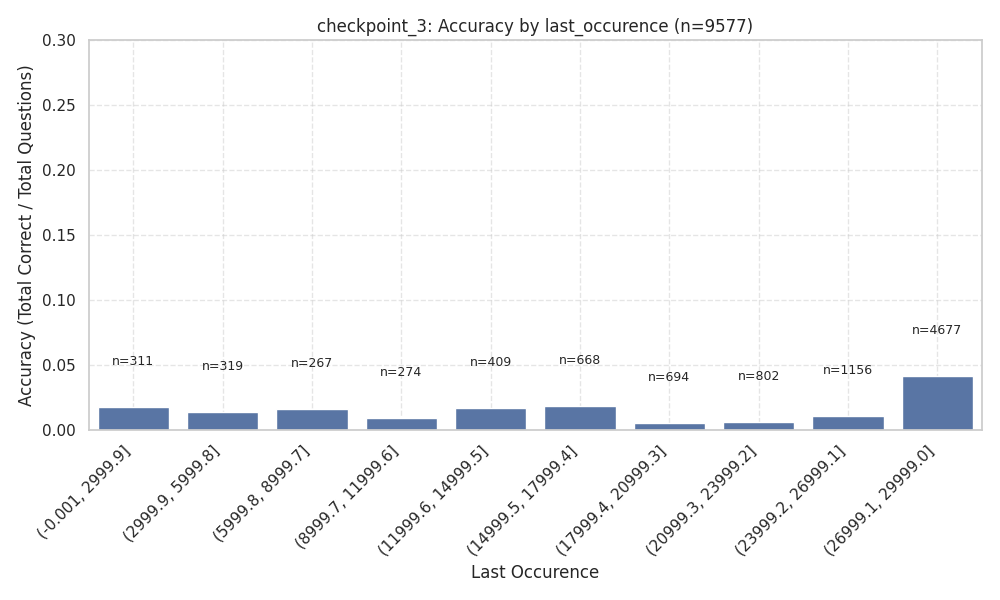 checkpoint_3: Accuracy by last_occurence (n=9577)
Accuracy (Total Correct / Total Questions)
0.30
0.25
0.20
0.15
0.10
0.05
0.00
n=311
n=319
n=267
n=274
n=409
n=668
n=694
n=802
n=1156
n=4677
(-0.001, 2999.9]
(2999.9, 5999.8]
(5999.8, 8999.7]
(8999.7, 11999.6]
(11999.6, 14999.5]
(14999.5, 17999.4]
(17999.4, 20999.3]
(20999.3, 23999.2]
(23999.2, 26999.1]
(26999.1, 29999.0]
Last Occurence